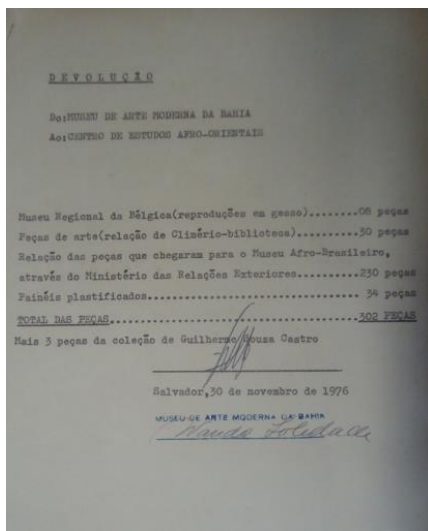 DEVOLUÇÃO
Do:MUSEU DE ARTE MODERNA DA BAHIA
Ao:CENTRO DE ESTUDOS AFRO-ORIENTAIS
Museu Regional da Bélgica(reproduções em gesso)........08 peças
Peças de arte(relação de Climério-biblioteca)........30 peças
Relação das peças que chegaram para o Museu Afro-Brasileiro,
através do Ministério das Relações Exteriores........230 peças
Painéis plastificados................................ 34 peças
TOTAL DAS PEÇAS......................................302 PEÇAS
Mais 3 peças da coleção de Guilherme Souza Castro
Salvador,30 de novembro de 1976
MUSEU DE ARTE MODERNA DA BAHIA